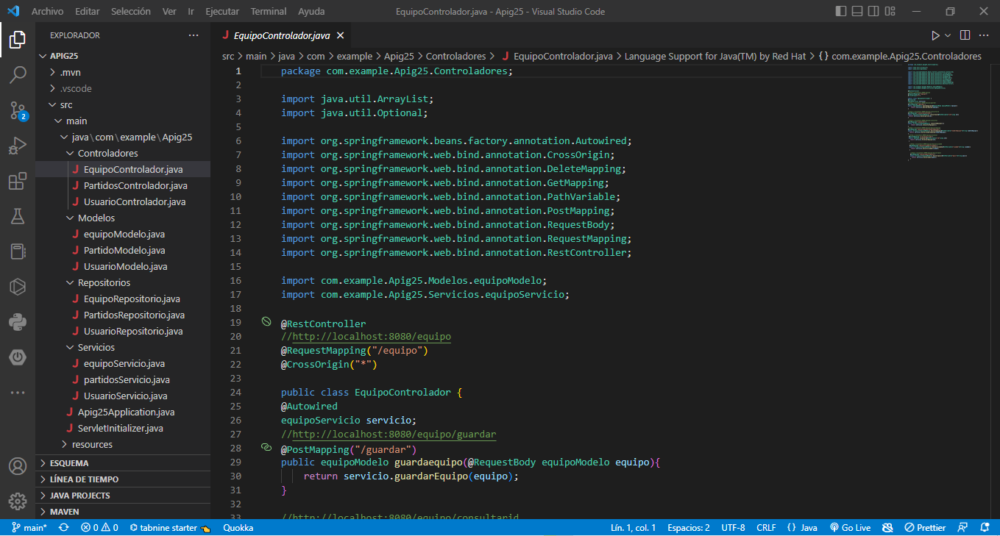 Archivo Editar Selección Ver Ir Ejecutar Terminal Ayuda EquipoControlador.java - Apig25 - Visual Studio Code
EXPLORADOR
APIG25
.mvn
.vscode
src
main
java\com\example\Apig25
Controladores
EquipoControlador.java
PartidosControlador.java
UsuarioControlador.java
Modelos
equipoModelo.java
PartidoModelo.java
UsuarioModelo.java
Repositorios
EquipoRepositorio.java
PartidosRepositorio.java
UsuarioRepositorio.java
Servicios
equipoServicio.java
partidosServicio.java
UsuarioServicio.java
Apig25Application.java
ServletInitializer.java
resources
ESQUEMA
LÍNEA DE TIEMPO
JAVA PROJECTS
MAVEN
2
J EquipoControlador.java
src > main > java > com > example > Apig25 > Controladores > J EquipoControlador.java > Language Support for Java(TM) by Red Hat > {} com.example.Apig25.Controladores
1 package com.example.Apig25.Controladores;
2
3 import java.util.ArrayList;
4 import java.util.Optional;
5
6 import org.springframework.beans.factory.annotation.Autowired;
7 import org.springframework.web.bind.annotation.CrossOrigin;
8 import org.springframework.web.bind.annotation.DeleteMapping;
9 import org.springframework.web.bind.annotation.GetMapping;
10 import org.springframework.web.bind.annotation.PathVariable;
11 import org.springframework.web.bind.annotation.PostMapping;
12 import org.springframework.web.bind.annotation.RequestBody;
13 import org.springframework.web.bind.annotation.RequestMapping;
14 import org.springframework.web.bind.annotation.RestController;
15
16 import com.example.Apig25.Modelos.equipoModelo;
17 import com.example.Apig25.Servicios.equipoServicio;
18
19 @RestController
20 //http://localhost:8080/equipo
21 @RequestMapping("/equipo")
22 @CrossOrigin("*")
23
24 public class EquipoControlador {
25 @Autowired
26 equipoServicio servicio;
27 //http://localhost:8080/equipo/guardar
28 @PostMapping("/guardar")
29 public equipoModelo guardaequipo(@RequestBody equipoModelo equipo){
30 return servicio.guardarEquipo(equipo);
31 }
32
33 //http://localhost:8080/equipo/consultarid
main* 0 0 tabnine starter Quokka Lín. 1, col. 1 Espacios: 2 UTF-8 CRLF {} Java Go Live Prettier